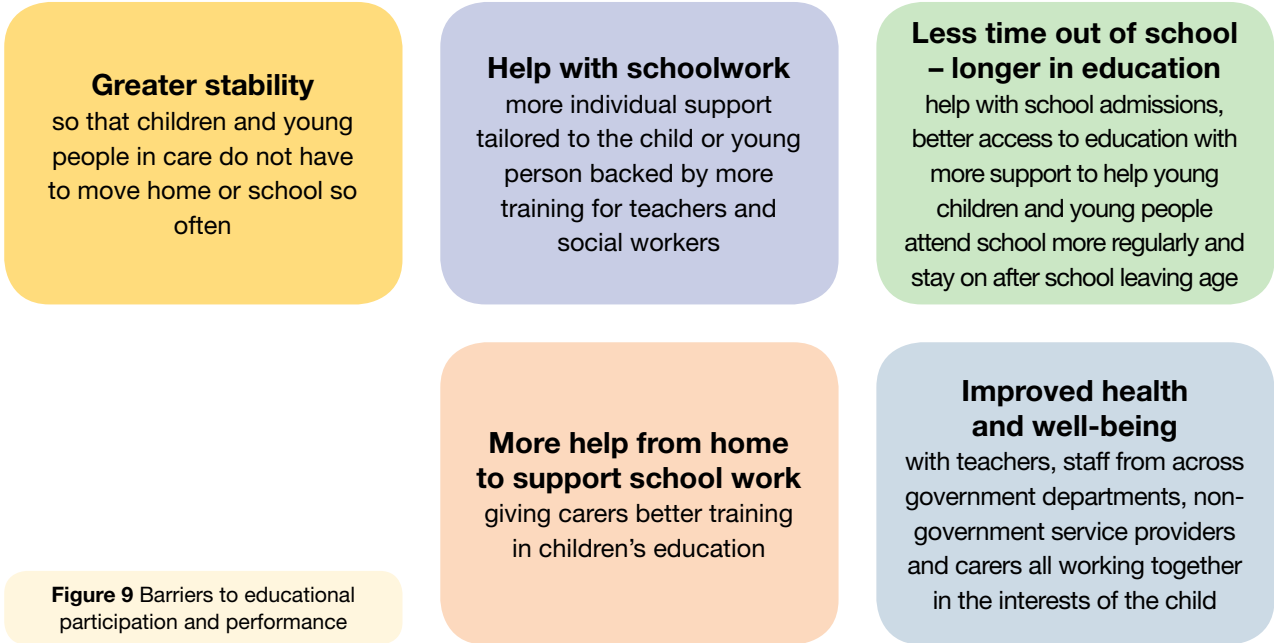 Greater stability
so that children and young
people in care do not have
to move home or school so
often
Help with schoolwork
more individual support
tailored to the child or young
person backed by more
training for teachers and
social workers
Less time out of school
– longer in education
help with school admissions,
better access to education with
more support to help young
children and young people
attend school more regularly and
stay on after school leaving age
More help from home
to support school work
giving carers better training
in children’s education
Improved health
and well-being
with teachers, staff from across
government departments, non-
government service providers
and carers all working together
in the interests of the child
Figure 9 Barriers to educational
participation and performance